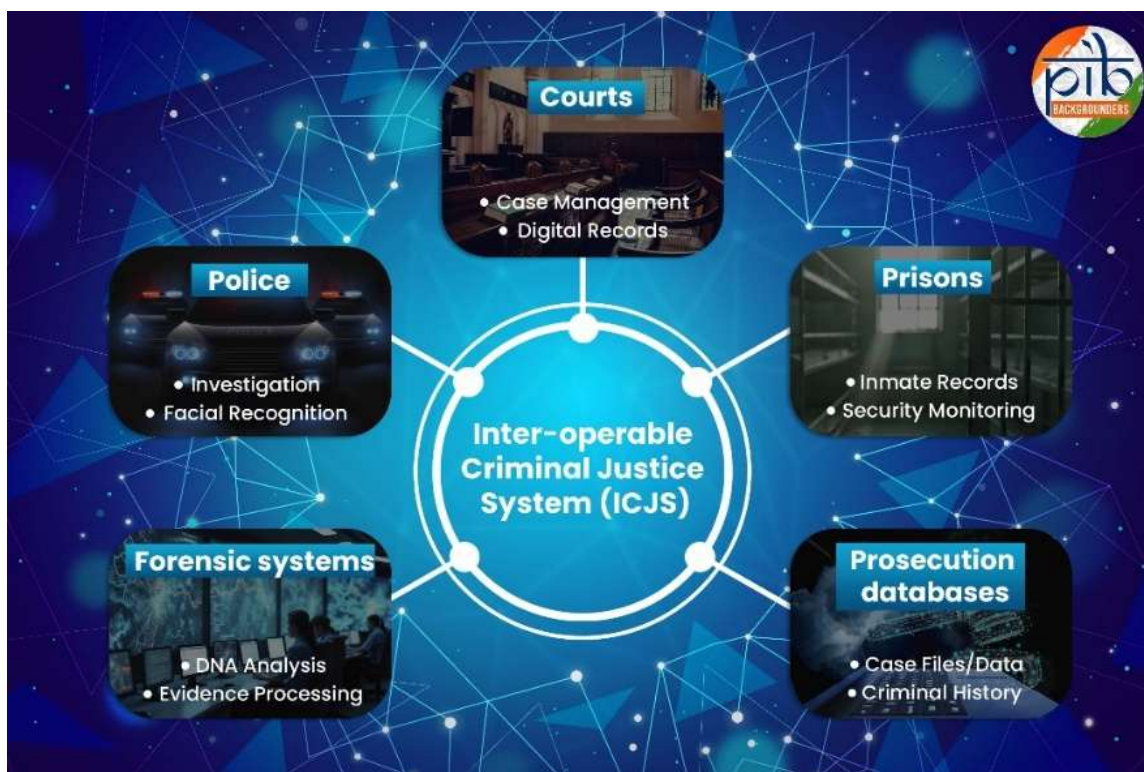 pib
BACKGROUNDERS
Courts
• Case Management
• Digital Records
Police
• Investigation
• Facial Recognition
Prisons
• Inmate Records
• Security Monitoring
Inter-operable
Criminal Justice
System (ICJS)
Forensic systems
• DNA Analysis
• Evidence Processing
Prosecution
databases
• Case Files/Data
• Criminal History